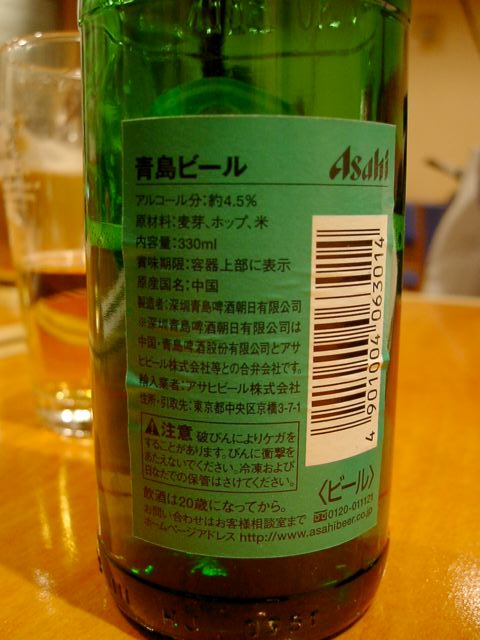 青島ビール Asahi
アルコール分:約4.5%
原材料:麦芽、ホップ、米
内容量:330ml
賞味期限:容器上部に表示
原産国名:中国
製造者:深圳青島啤酒朝日有限公司
※深圳青島啤酒朝日有限公司は
中国・青島啤酒股份有限公司とアサ
ヒビール株式会社等との合弁会社です。
輸入業者:アサヒビール株式会社
住所・引取先:東京都中央区京橋3-7-1
注意 破びんによりケガを
することがあります。びんに衝撃を
あたえないでください。冷凍および
日なたでの保管はさけてください。
飲酒は20歳になってから。
お問い合わせはお客様相談室まで
0120-011121
ホームページアドレス http://www.asahibeer.co.jp
〈ビール〉
4 901004 063014